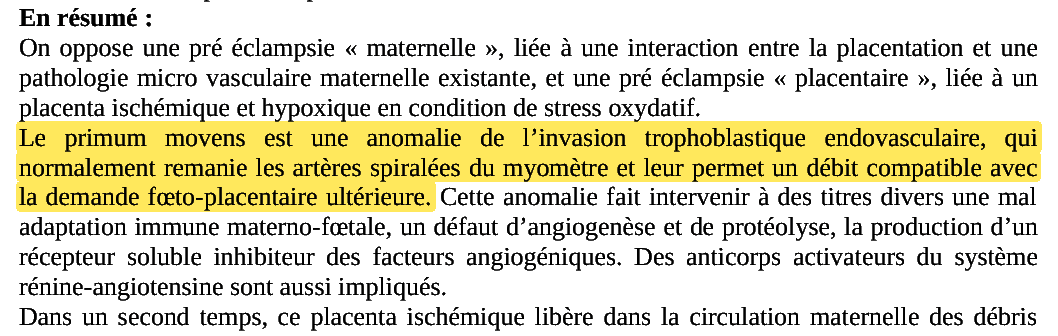 En résumé :
On oppose une pré éclampsie « maternelle », liée à une interaction entre la placentation et une
pathologie micro vasculaire maternelle existante, et une pré éclampsie « placentaire », liée à un
placenta ischémique et hypoxique en condition de stress oxydatif.
Le primum movens est une anomalie de l’invasion trophoblastique endovasculaire, qui
normalement remanie les artères spiralées du myomètre et leur permet un débit compatible avec
la demande fœto-placentaire ultérieure. Cette anomalie fait intervenir à des titres divers une mal
adaptation immune materno-fœtale, un défaut d’angiogenèse et de protéolyse, la production d’un
récepteur soluble inhibiteur des facteurs angiogéniques. Des anticorps activateurs du système
rénine-angiotensine sont aussi impliqués.
Dans un second temps, ce placenta ischémique libère dans la circulation maternelle des débris